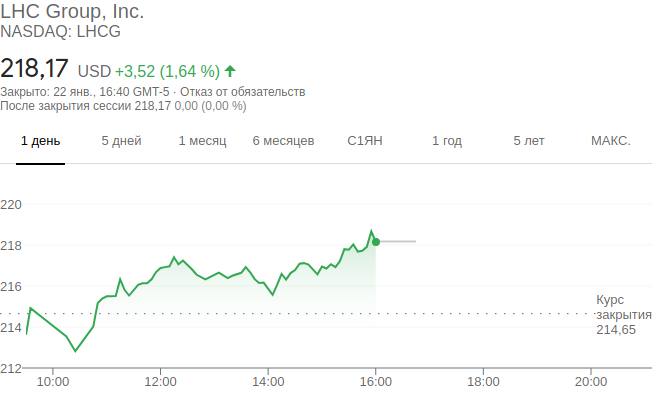 LHC Group, Inc.
NASDAQ: LHCG
218,17 USD +3,52 (1,64 %)
Закрыто: 22 янв., 16:40 GMT-5 · Отказ от обязательств
После закрытия сессии 218,17 0,00 (0,00 %)
1 день 5 дней 1 месяц 6 месяцев С1ЯН 1 год 5 лет МАКС.
220
218
216
Курс
закрытия
214,65
214
212
10:00 12:00 14:00 16:00 18:00 20:00